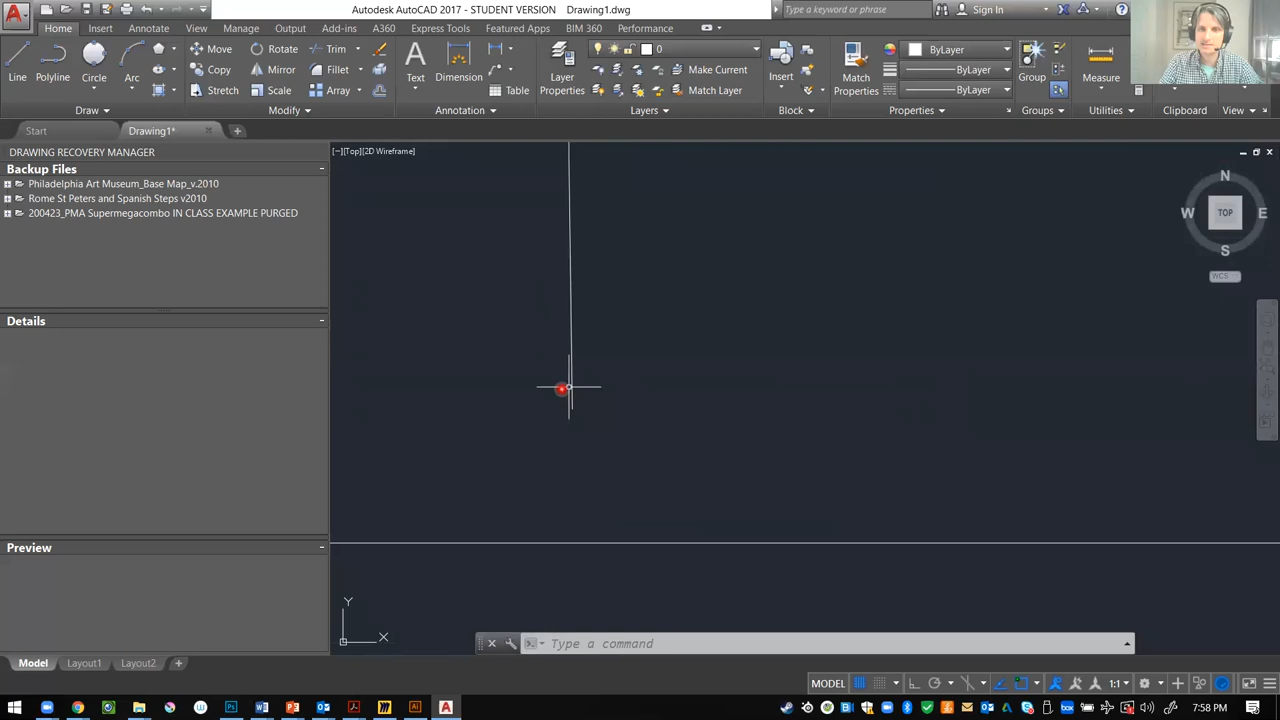 Autodesk AutoCAD 2017 - STUDENT VERSION Drawing1.dwg
Type a keyword or phrase
Sign In
Home Insert Annotate View Manage Output Add-ins A360 Express Tools Featured Apps BIM 360 Performance
Line Polyline Circle Arc
Move Rotate Trim
Copy Mirror Fillet
Stretch Scale Array
Text Dimension Table
Layer Properties
0
Make Current
Match Layer
Insert
Match Properties
ByLayer
ByLayer
ByLayer
Group
Measure
Draw Modify Annotation Layers Block Properties Groups Utilities Clipboard View
Start Drawing1*
DRAWING RECOVERY MANAGER
Backup Files
Philadelphia Art Museum_Base Map_v.2010
Rome St Peters and Spanish Steps v2010
200423_PMA Supermegacombo IN CLASS EXAMPLE PURGED
[−][Top][2D Wireframe]
N
W TOP E
S
WCS
Details
Preview
Y
X
Type a command
Model Layout1 Layout2
MODEL
1:1
7:58 PM